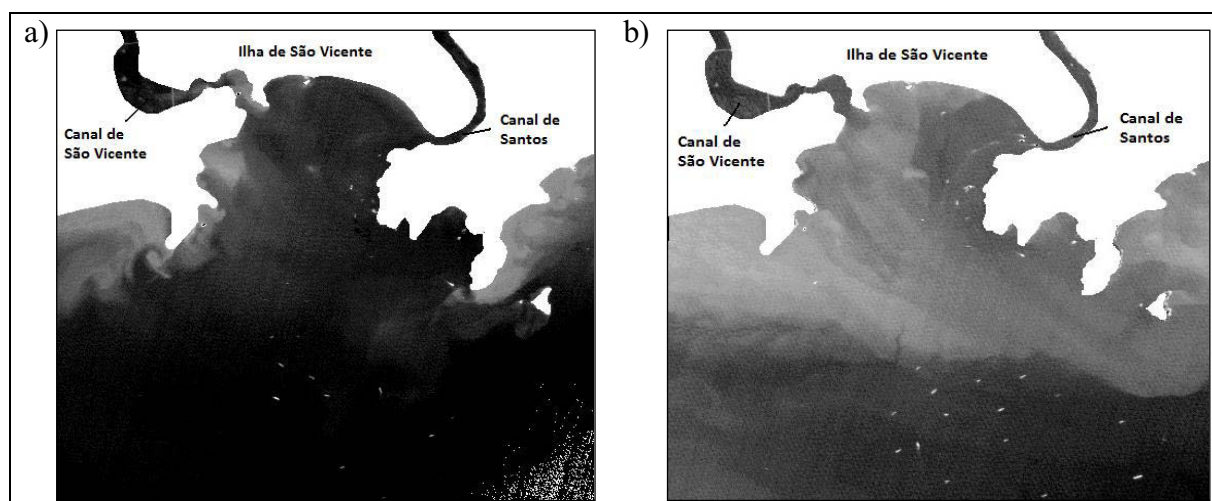 a)
Ilha de São Vicente
Canal de
São Vicente
Canal de
Santos
b)
Ilha de São Vicente
Canal de
São Vicente
Canal de
Santos